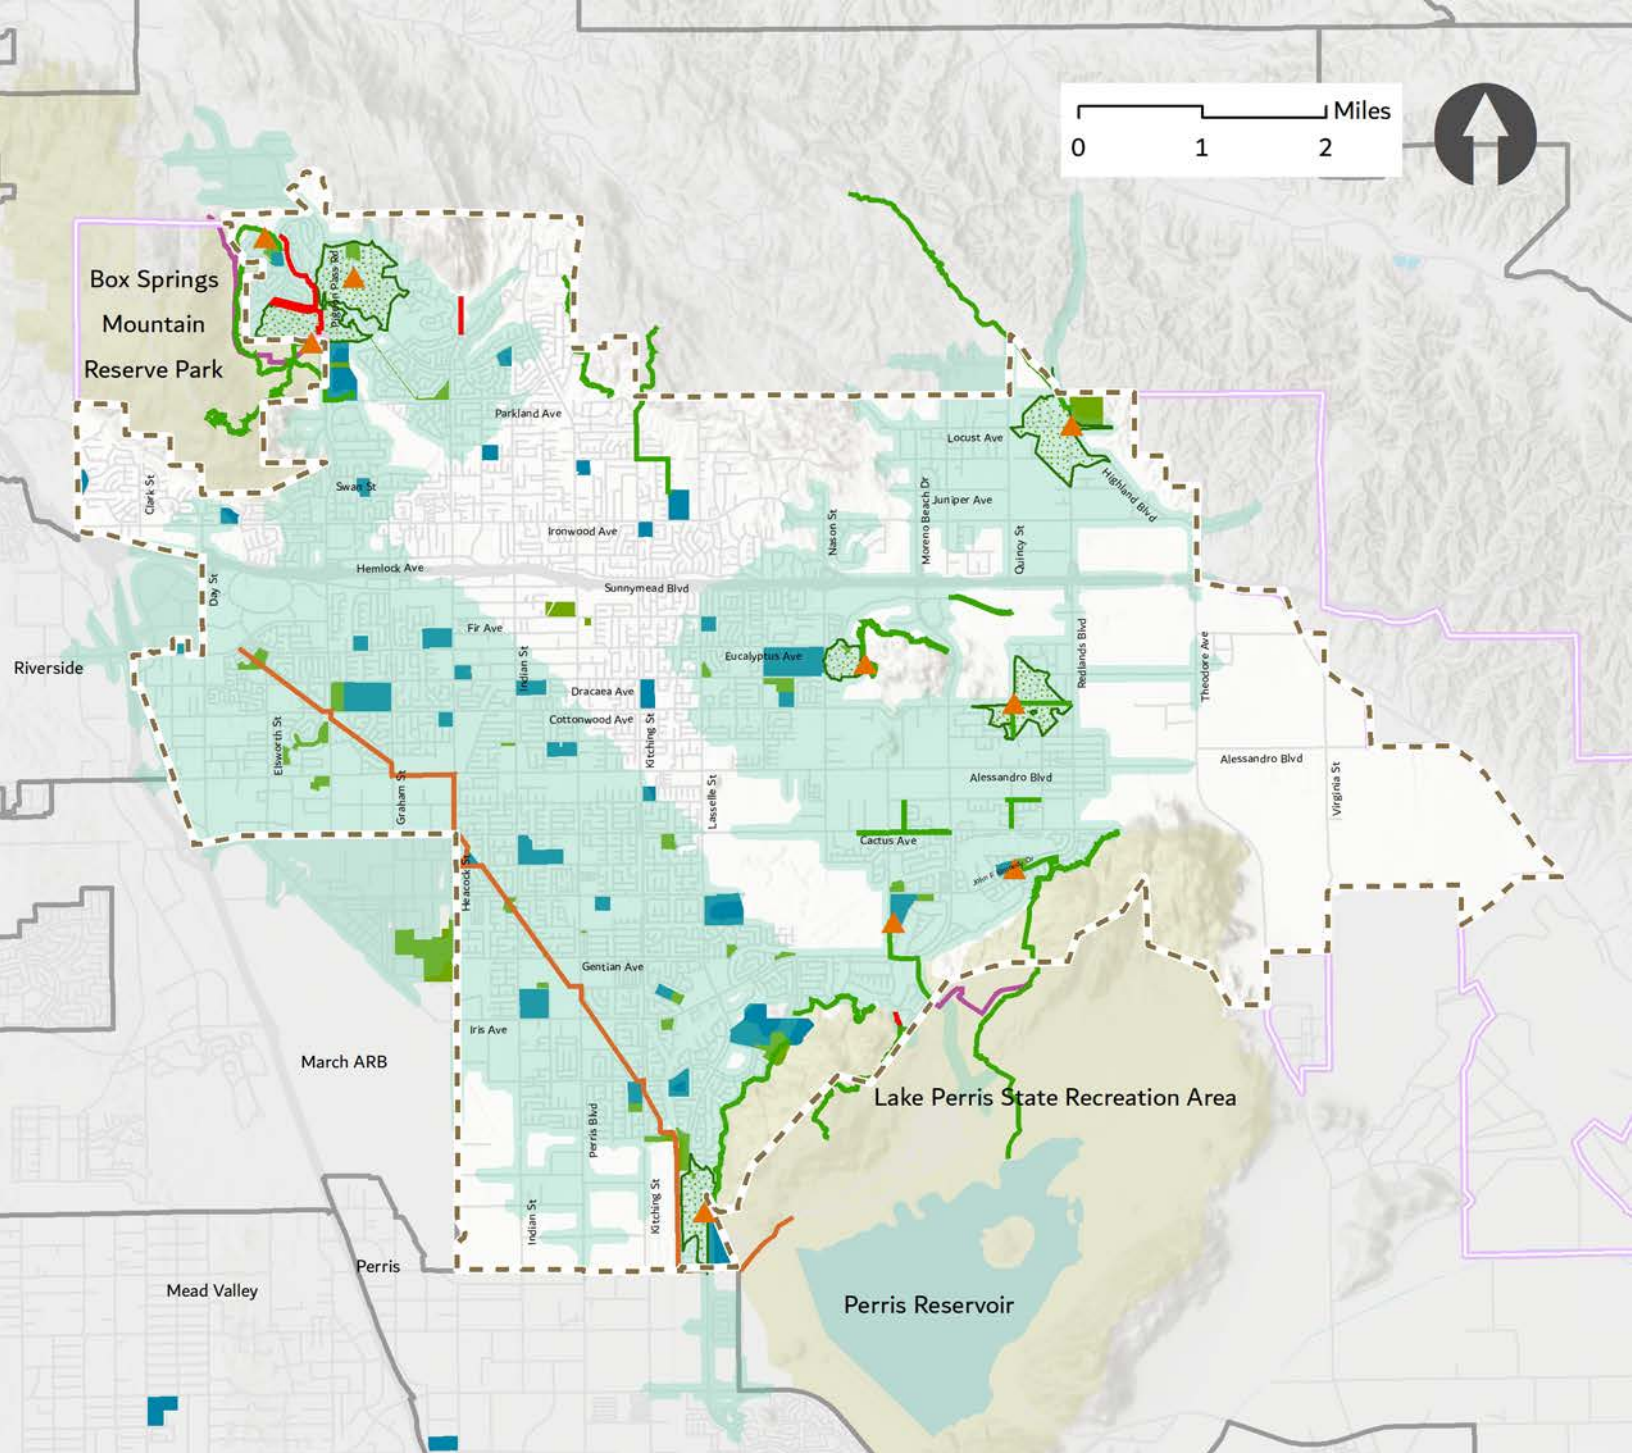 Miles
0 1 2
Box Springs
Mountain
Reserve Park
Pigeon Pass Rd
Parkland Ave
Locust Ave
Highland Blvd
Clark St
Swan St
Juniper Ave
Moreno Beach Dr
Nason St
Quincy St
Ironwood Ave
Hemlock Ave
Sunnymead Blvd
Day St
Fir Ave
Riverside
Indian St
Eucalyptus Ave
Redlands Blvd
Theodore Ave
Dracaea Ave
Cottonwood Ave
Kitching St
Elsworth St
Graham St
Alessandro Blvd
Alessandro Blvd
Lasselle St
Virginia St
Cactus Ave
Heacock St
Gentian Ave
Iris Ave
March ARB
Lake Perris State Recreation Area
Perris Blvd
Kitching St
Indian St
Perris
Mead Valley
Perris Reservoir